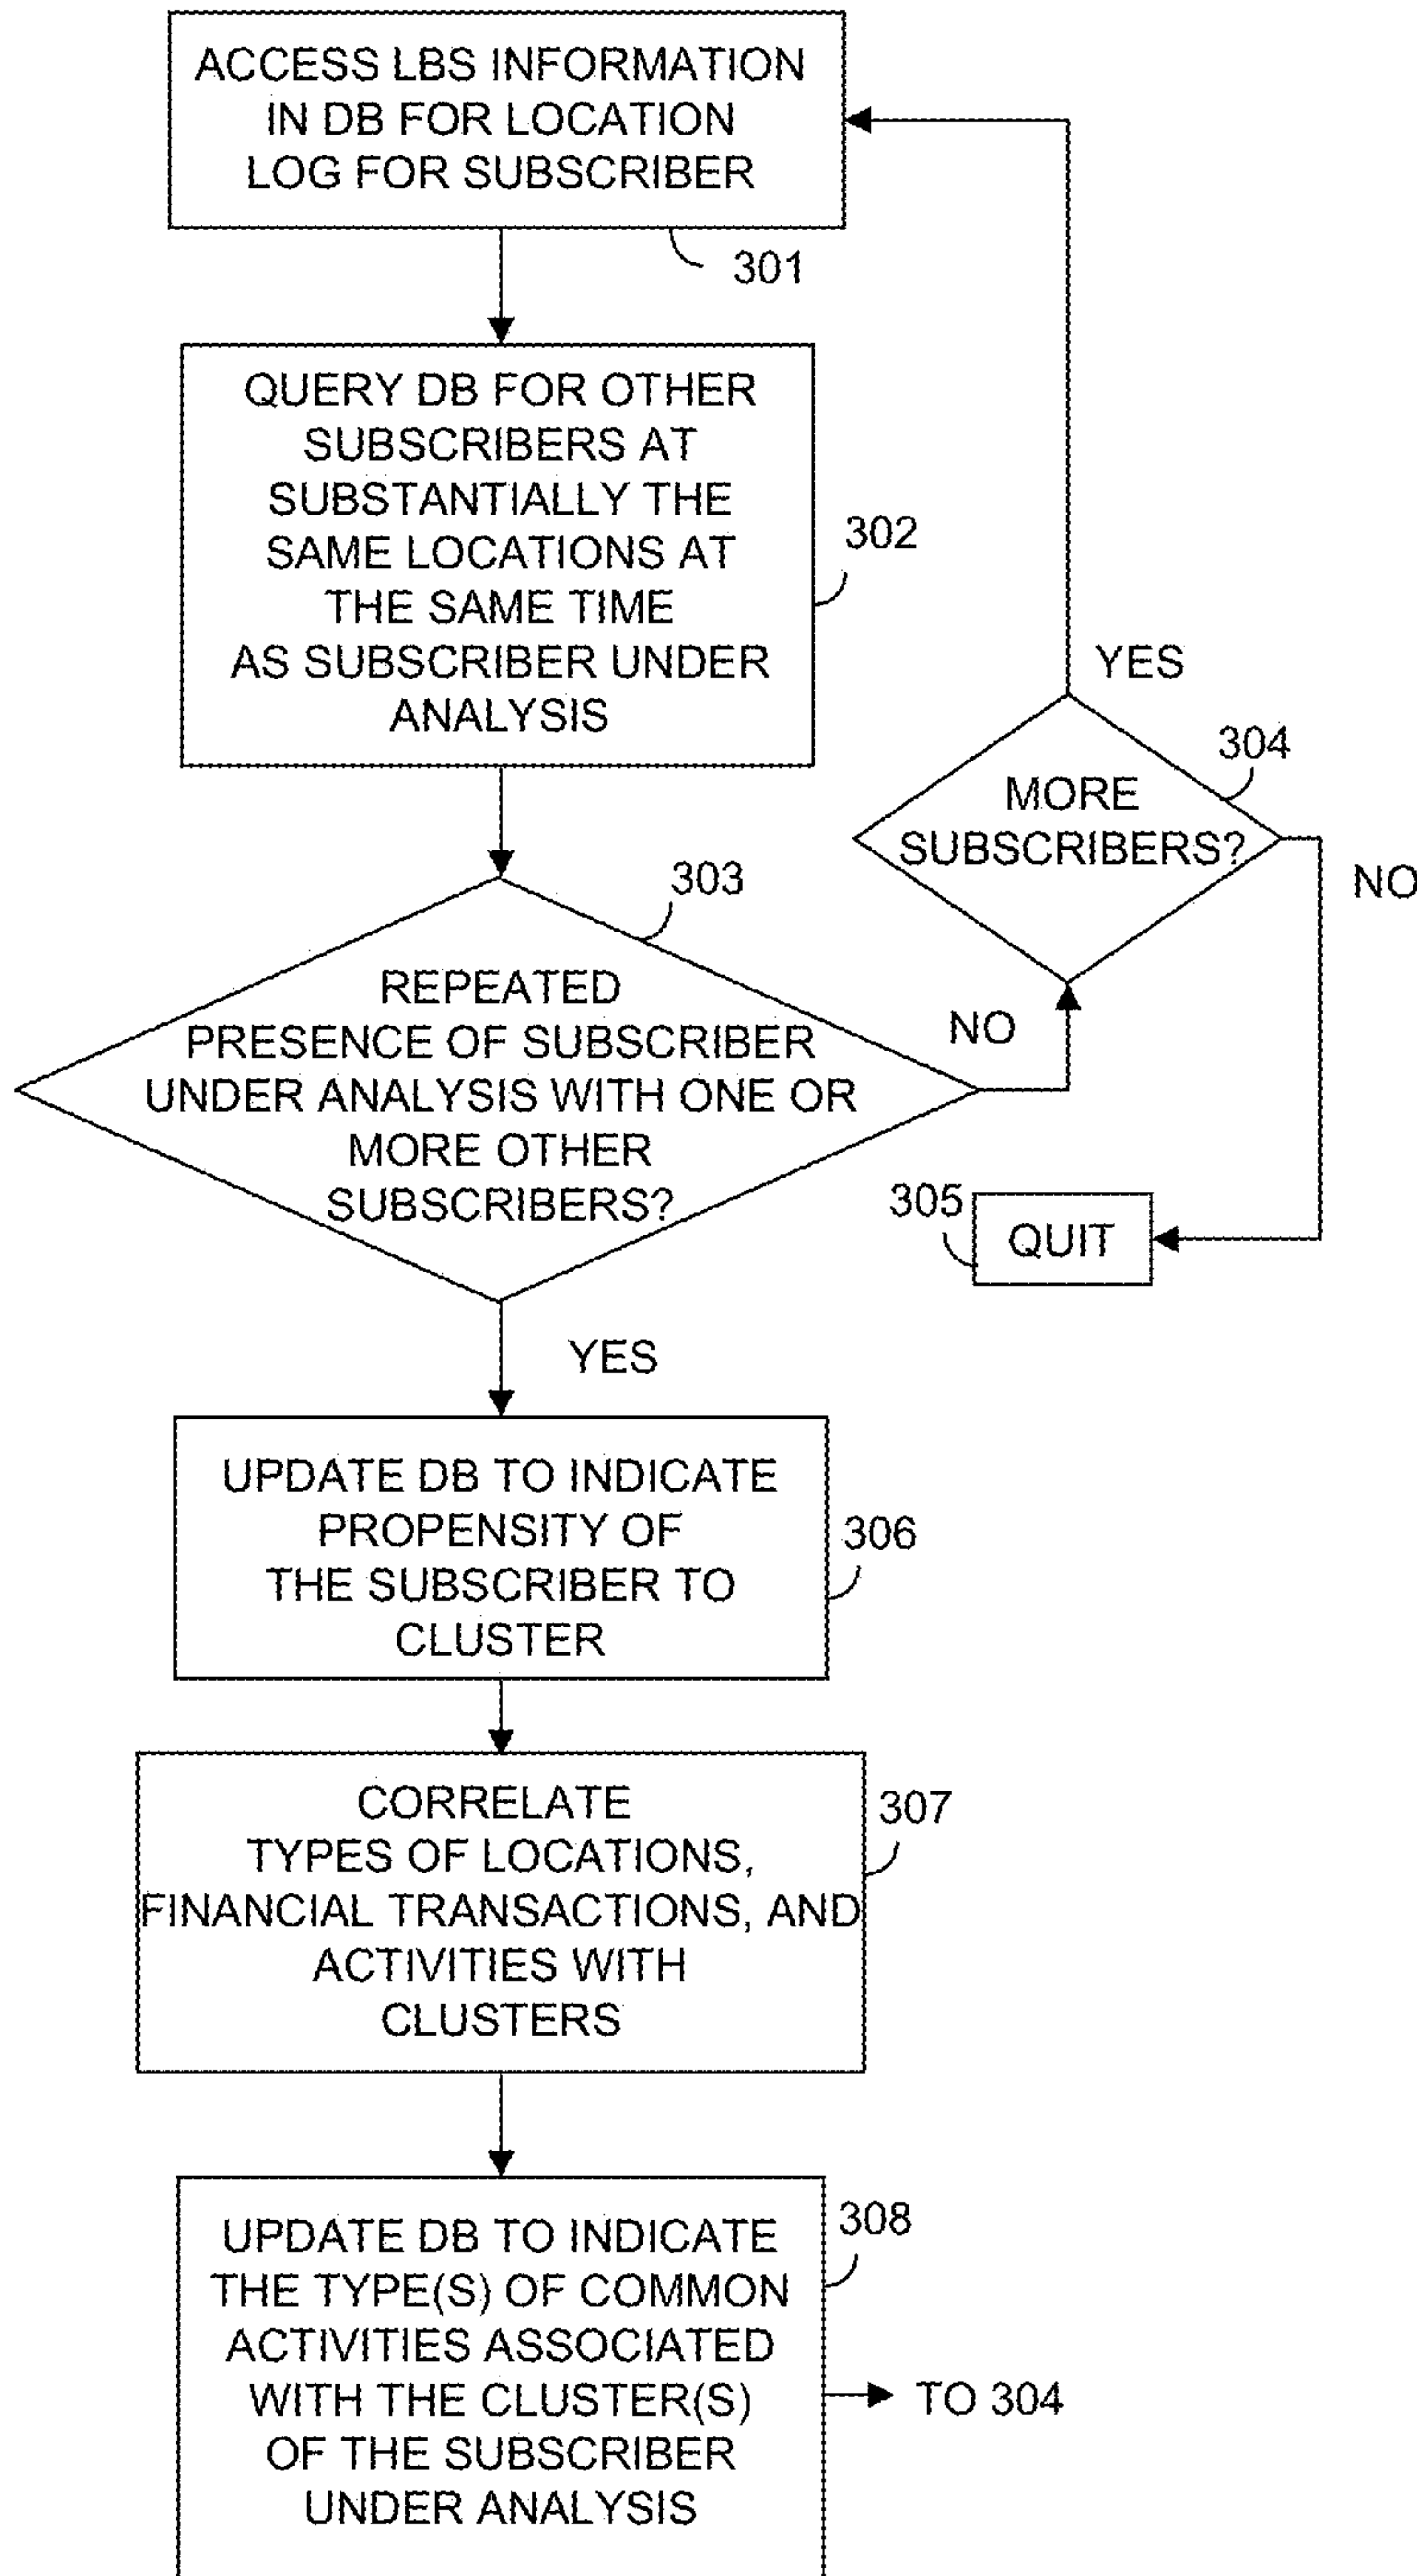 ACCESS LBS INFORMATION
IN DB FOR LOCATION
LOG FOR SUBSCRIBER
301
QUERY DB FOR OTHER
SUBSCRIBERS AT
SUBSTANTIALLY THE
SAME LOCATIONS AT
THE SAME TIME
AS SUBSCRIBER UNDER
ANALYSIS
302
YES
304
MORE
SUBSCRIBERS?
NO
303
REPEATED
PRESENCE OF SUBSCRIBER
UNDER ANALYSIS WITH ONE OR
MORE OTHER
SUBSCRIBERS?
NO
305
QUIT
YES
UPDATE DB TO INDICATE
PROPENSITY OF
THE SUBSCRIBER TO
CLUSTER
306
CORRELATE
TYPES OF LOCATIONS,
FINANCIAL TRANSACTIONS, AND
ACTIVITIES WITH
CLUSTERS
307
UPDATE DB TO INDICATE
THE TYPE(S) OF COMMON
ACTIVITIES ASSOCIATED
WITH THE CLUSTER(S)
OF THE SUBSCRIBER
UNDER ANALYSIS
308
TO 304